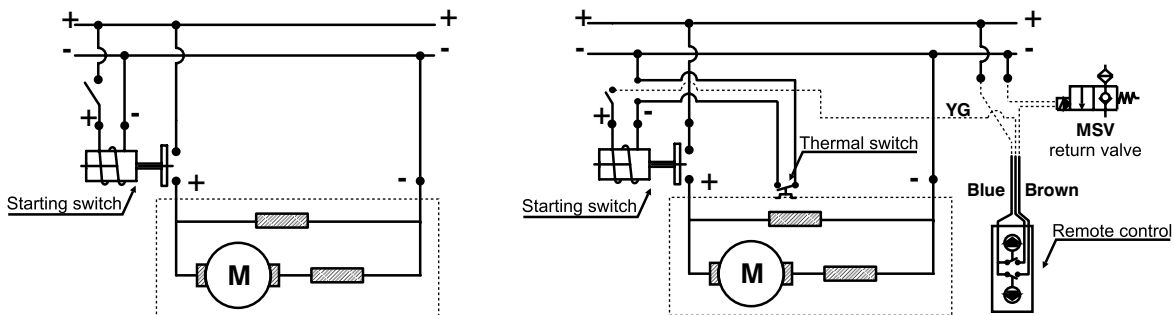 + +
- -
+ -
+ -
Starting switch
M
+ +
- -
YG
MSV
return valve
+ -
Thermal switch
+ -
Blue Brown
Starting switch
Remote control
M